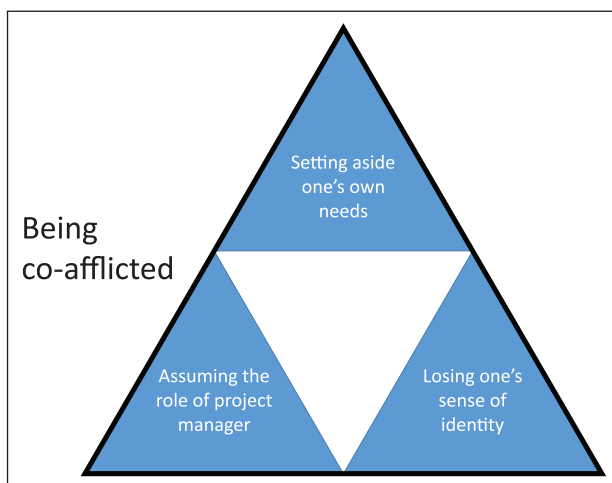 Setting aside
one’s own
needs
Being
co-afflicted
Assuming the
role of project
manager
Losing one’s
sense of
identity